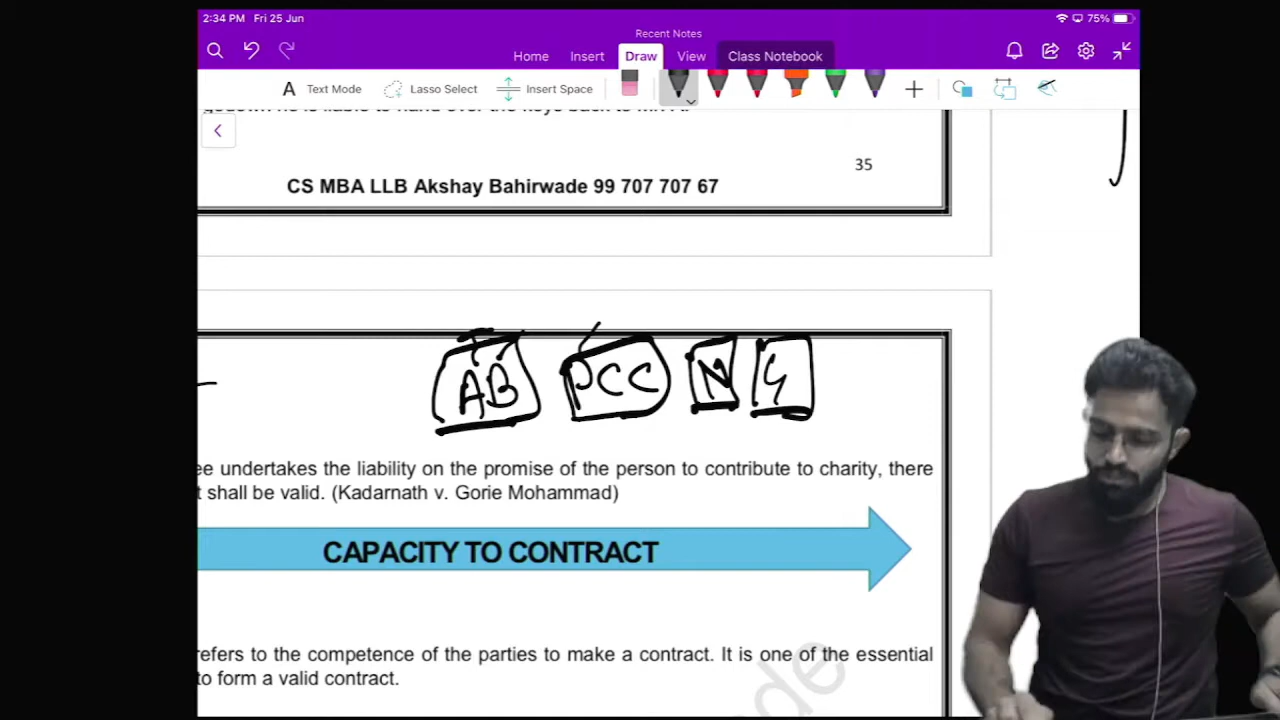 2:34 PM Fri 25 Jun
75%
Recent Notes
Home Insert Draw View Class Notebook
A Text Mode Lasso Select Insert Space
35
CS MBA LLB Akshay Bahirwade 99 707 707 67
AB PCC N G
ee undertakes the liability on the promise of the person to contribute to charity, there
t shall be valid. (Kadarnath v. Gorie Mohammad)
CAPACITY TO CONTRACT
refers to the competence of the parties to make a contract. It is one of the essential
to form a valid contract.